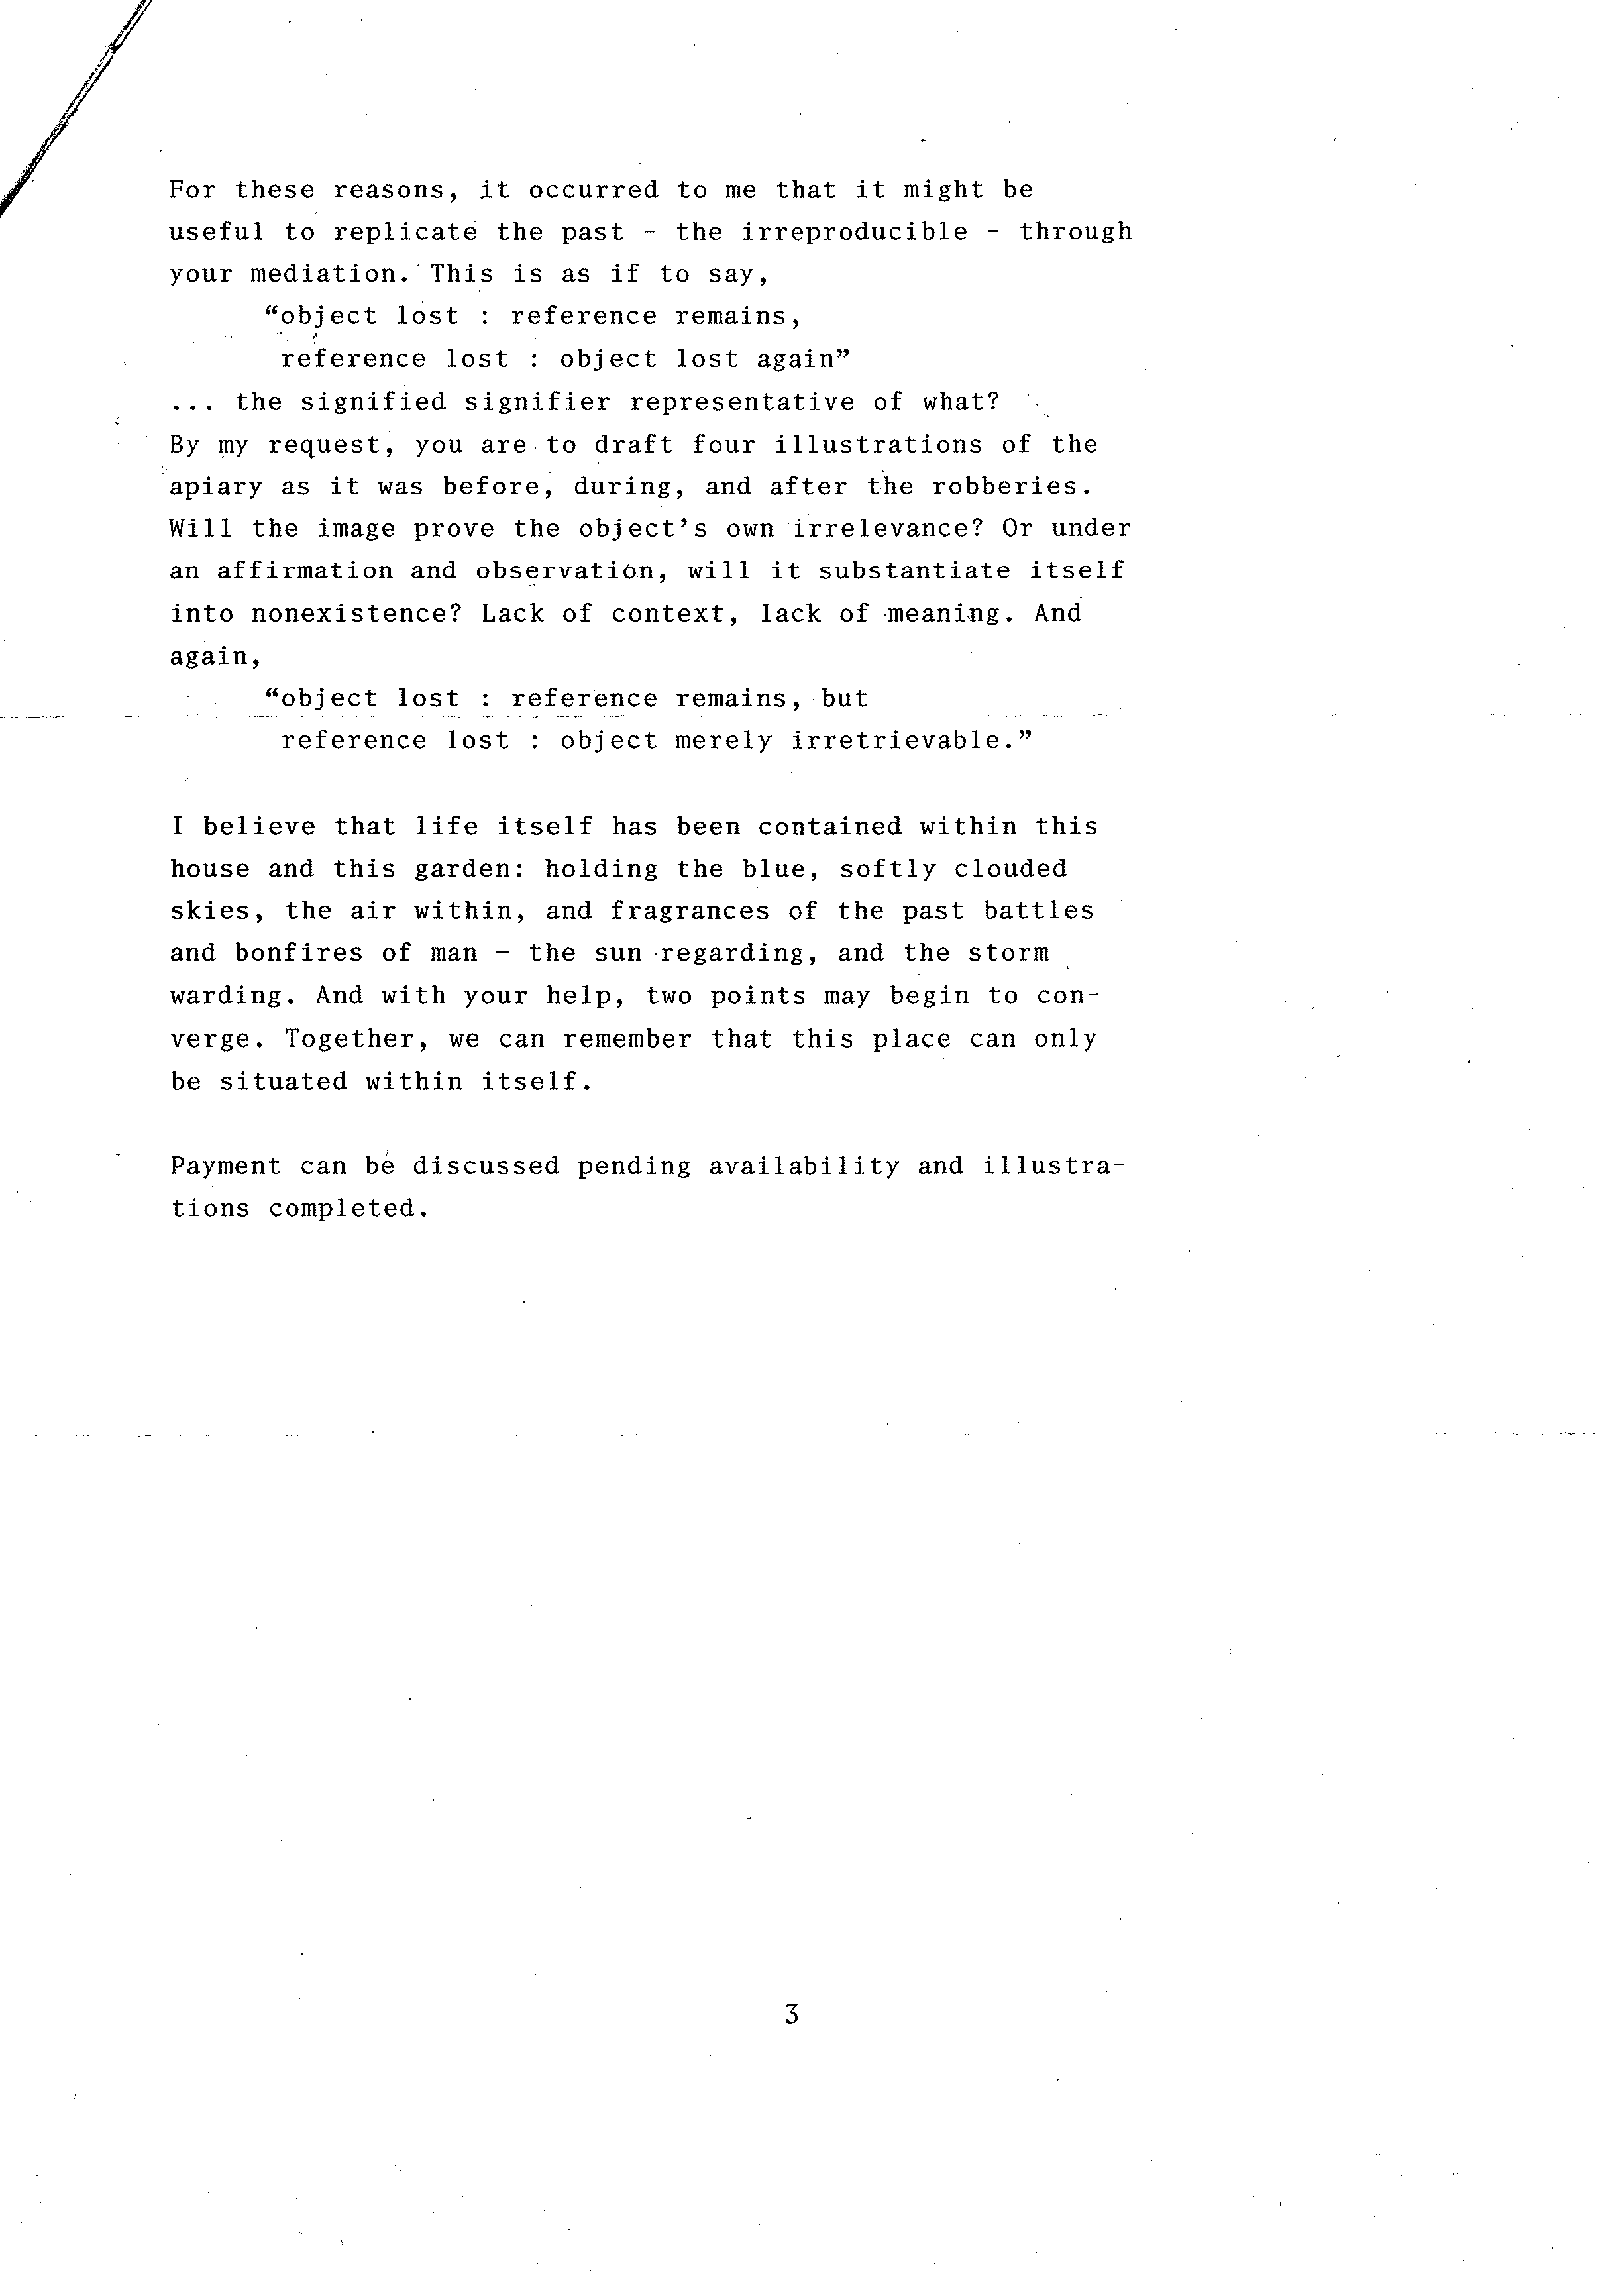 For these reasons, it occurred to me that it might be
useful to replicate the past - the irreproducible - through
your mediation. This is as if to say,
“object lost : reference remains,
reference lost : object lost again”
... the signified signifier representative of what?
By my request, you are to draft four illustrations of the
apiary as it was before, during, and after the robberies.
Will the image prove the object’s own irrelevance? Or under
an affirmation and observation, will it substantiate itself
into nonexistence? Lack of context, lack of meaning. And
again,
“object lost : reference remains, but
reference lost : object merely irretrievable.”
I believe that life itself has been contained within this
house and this garden: holding the blue, softly clouded
skies, the air within, and fragrances of the past battles
and bonfires of man - the sun regarding, and the storm
warding. And with your help, two points may begin to con-
verge. Together, we can remember that this place can only
be situated within itself.
Payment can be discussed pending availability and illustra-
tions completed.
3